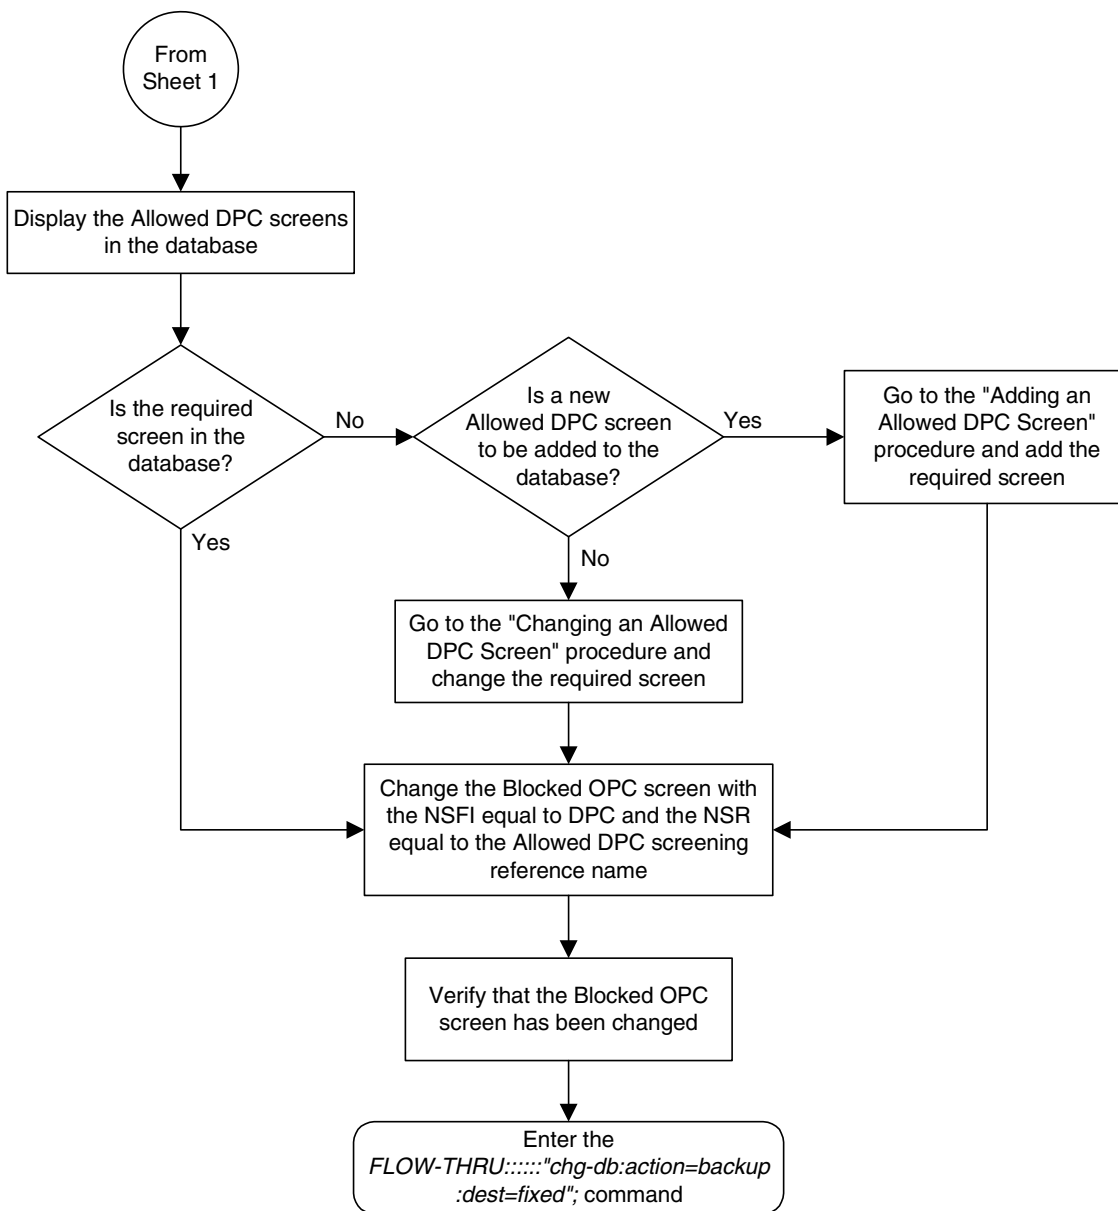 From
Sheet 1
Display the Allowed DPC screens
in the database
Is the required
screen in the
database?
No
Yes
Is a new
Allowed DPC screen
to be added to the
database?
Yes
No
Go to the "Adding an
Allowed DPC Screen"
procedure and add the
required screen
Go to the "Changing an Allowed
DPC Screen" procedure and
change the required screen
Change the Blocked OPC screen with
the NSFI equal to DPC and the NSR
equal to the Allowed DPC screening
reference name
Verify that the Blocked OPC
screen has been changed
Enter the
FLOW-THRU::::::"chg-db:action=backup
:dest=fixed"; command